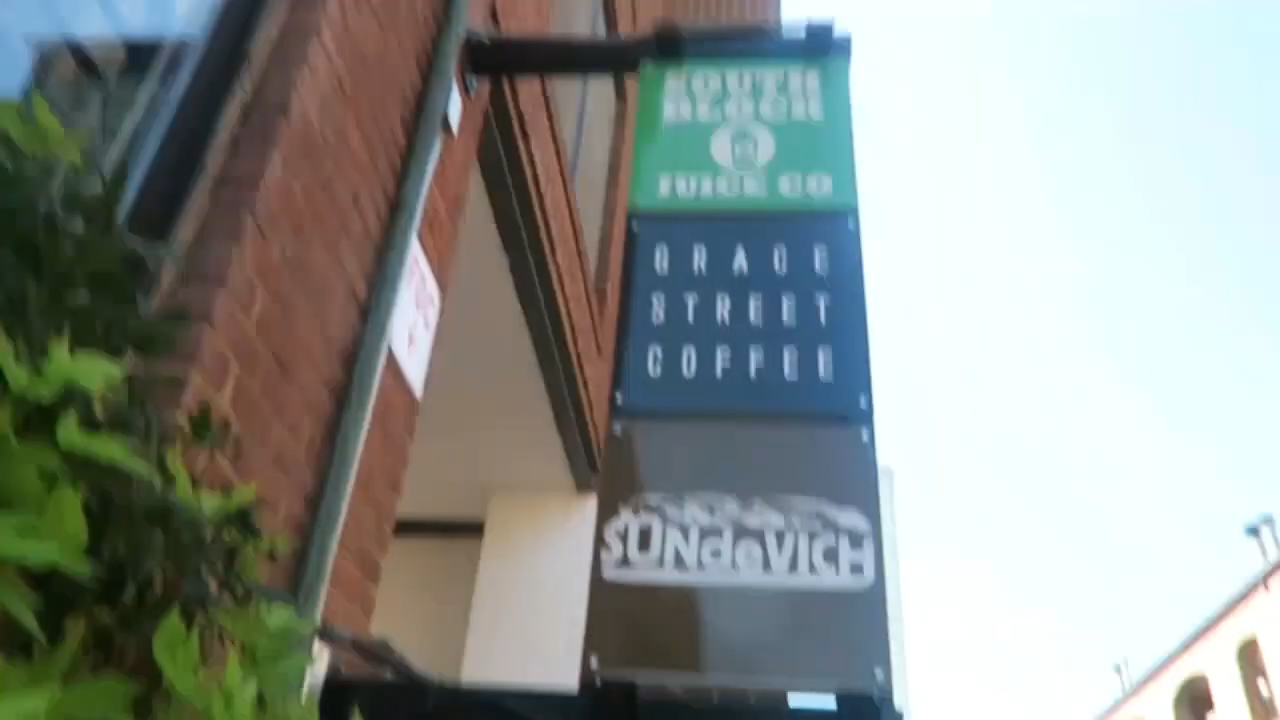 SOUTH
BLOCK
JUICE CO
GRACE
STREET
COFFEE
SUNdeVICH